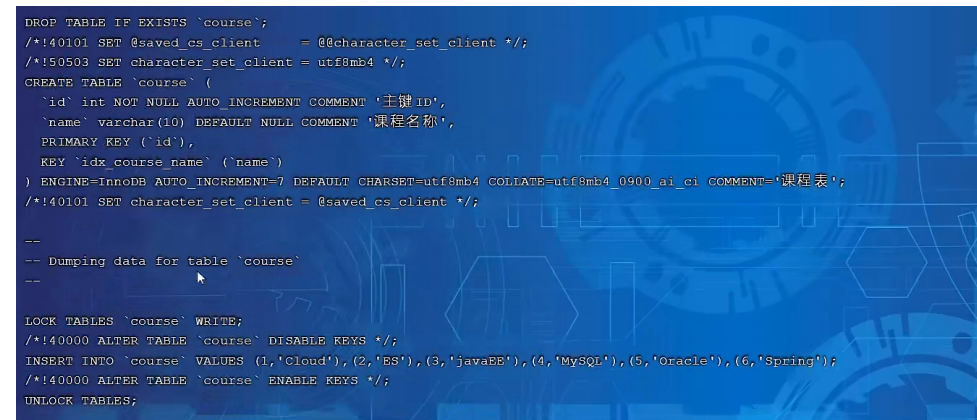 DROP TABLE IF EXISTS `course`;
/*!40101 SET @saved_cs_client     = @@character_set_client */;
/*!50503 SET character_set_client = utf8mb4 */;
CREATE TABLE `course` (
  `id` int NOT NULL AUTO_INCREMENT COMMENT '主键ID',
  `name` varchar(10) DEFAULT NULL COMMENT '课程名称',
  PRIMARY KEY (`id`),
  KEY `idx_course_name` (`name`)
) ENGINE=InnoDB AUTO_INCREMENT=7 DEFAULT CHARSET=utf8mb4 COLLATE=utf8mb4_0900_ai_ci COMMENT='课程表';
/*!40101 SET character_set_client = @saved_cs_client */;
--
-- Dumping data for table `course`
--
LOCK TABLES `course` WRITE;
/*!40000 ALTER TABLE `course` DISABLE KEYS */;
INSERT INTO `course` VALUES (1,'Cloud'),(2,'ES'),(3,'javaEE'),(4,'MySQL'),(5,'Oracle'),(6,'Spring');
/*!40000 ALTER TABLE `course` ENABLE KEYS */;
UNLOCK TABLES;